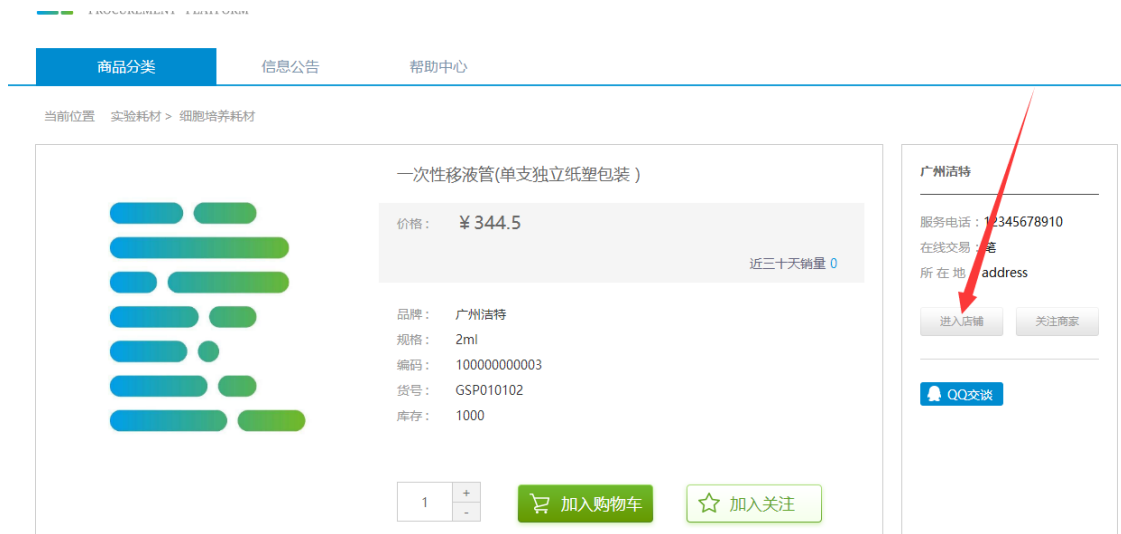 PROCUREMENT PLATFORM
商品分类 信息公告 帮助中心
当前位置 实验耗材 > 细胞培养耗材
一次性移液管(单支独立纸塑包装 )
价格： ￥344.5
近三十天销量 0
品牌： 广州洁特
规格： 2ml
编码： 100000000003
货号： GSP010102
库存： 1000
1 + -
加入购物车 加入关注
广州洁特
服务电话：12345678910
在线交易：笔
所 在 地 address
进入店铺 关注商家
QQ交谈